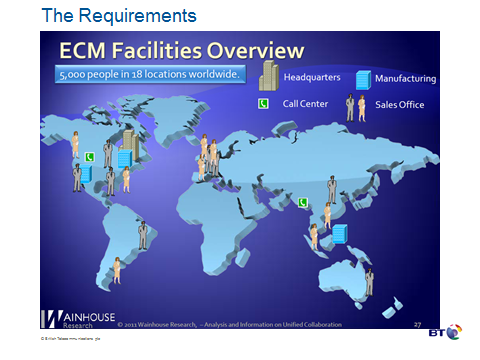 The Requirements
ECM Facilities Overview
5,000 people in 18 locations worldwide.
Headquarters
Manufacturing
Call Center
Sales Office
WAINHOUSE
Research
© 2011 Wainhouse Research, – Analysis and Information on Unified Collaboration
27
BT